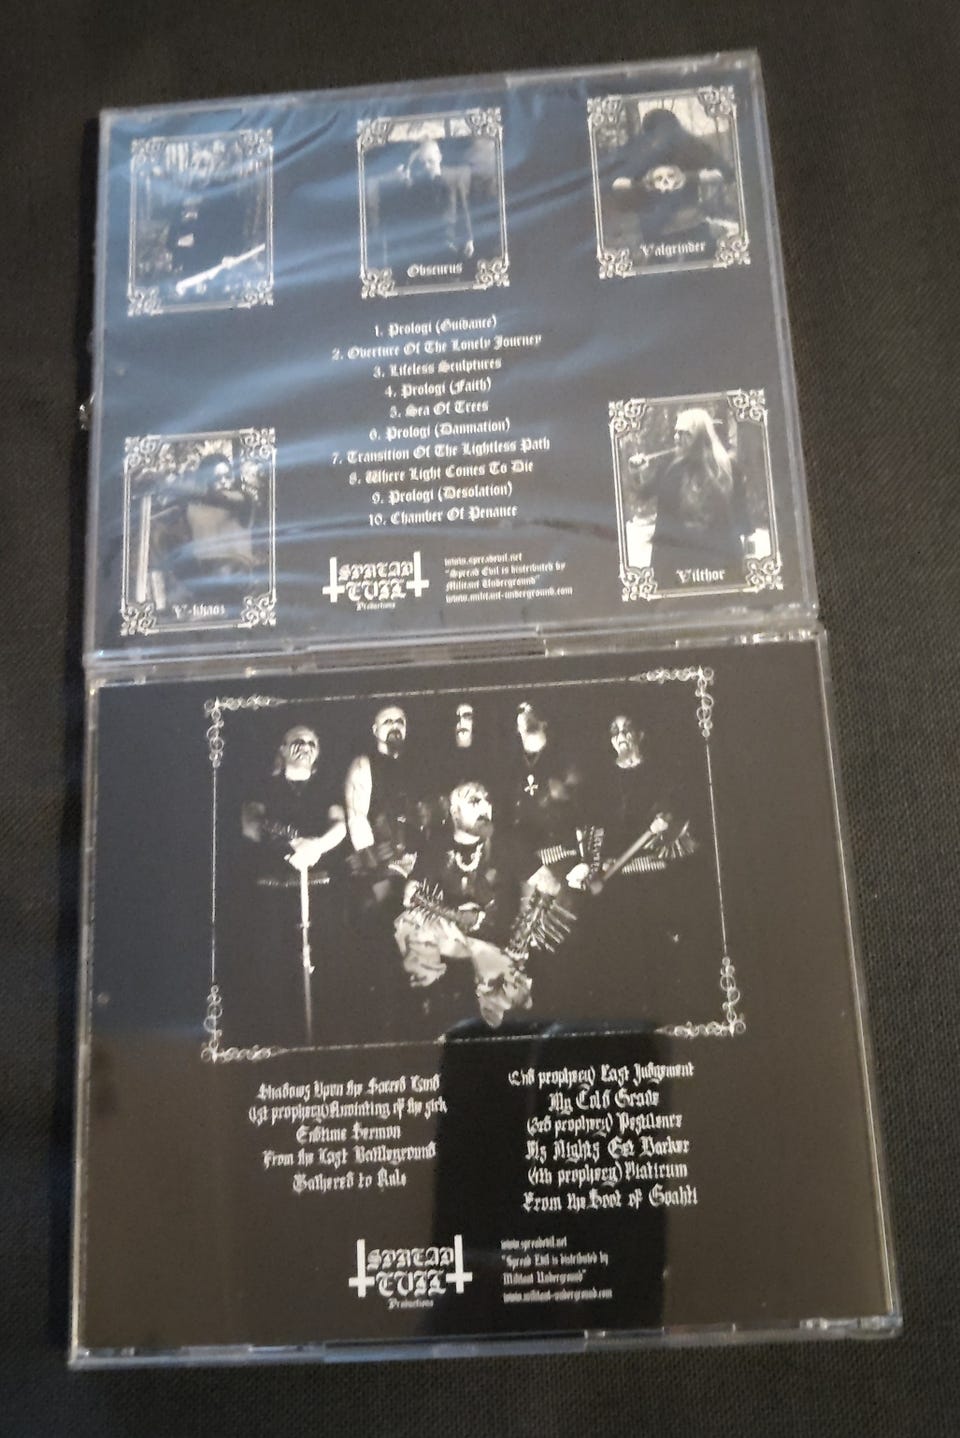 Obscurus
Valgrinder
1. Prologi (Guidance)
2. Overture Of The Lonely Journey
3. Lifeless Sculptures
4. Prologi (Faith)
5. Sea Of Trees
6. Prologi (Damnation)
7. Transition Of The Lightless Path
8. Where Light Comes To Die
9. Prologi (Desolation)
10. Chamber Of Penance
V-khaos
Vilthor
SPREAD
EVIL
Productions
www.spreadevil.net
"Spread Evil is distributed by
Militant Underground"
www.militant-underground.com
Shadows Upon the Sacred Land
(1st prophecy) Anointing of the sick
Endtime Sermon
From the Last Battleground
Gathered to Rule
(2nd prophecy) Last Judgement
My Cold Grave
(3rd prophecy) Pestilence
As Nights Get Darker
(4th prophecy) Viaticum
From the Soot of
SPREAD
EVIL
Productions
www.spreadevil.net
"Spread Evil is distributed by
Militant Underground"
www.militant-underground.com